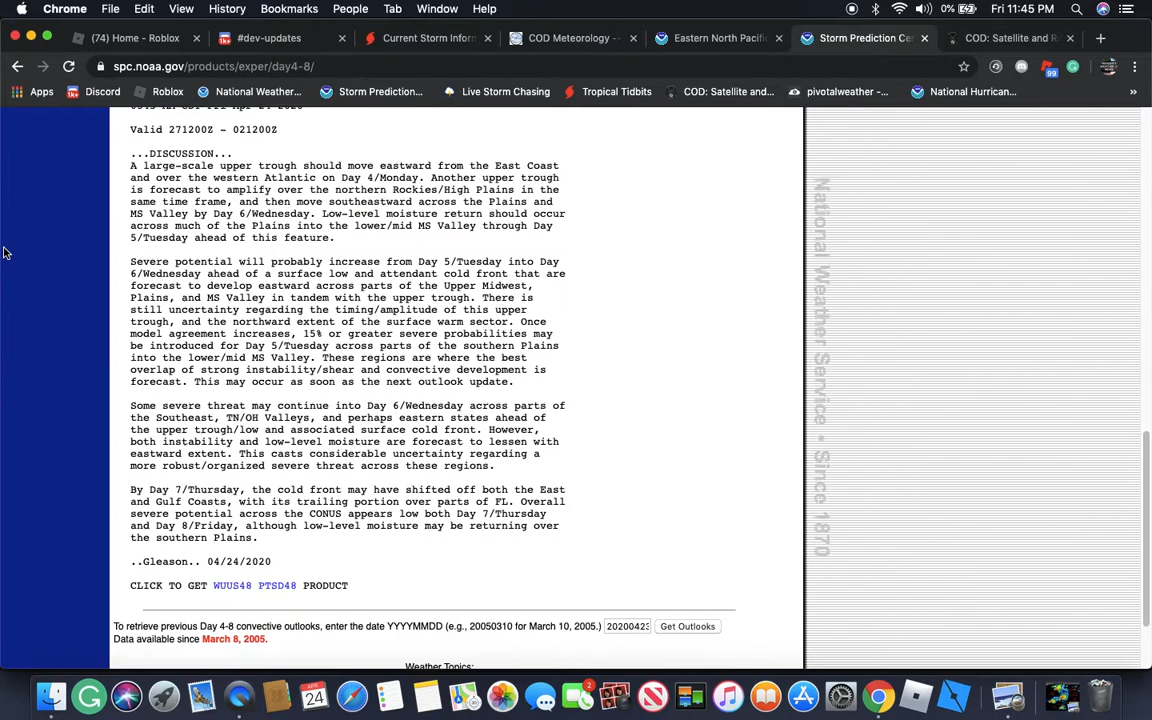 Chrome File Edit View History Bookmarks People Tab Window Help 0% Fri 11:45 PM
(74) Home - Roblox #dev-updates Current Storm Inform COD Meteorology -- Eastern North Pacific Storm Prediction Ce COD: Satellite and R
spc.noaa.gov/products/exper/day4-8/ 99
Apps Discord Roblox National Weather... Storm Prediction... Live Storm Chasing Tropical Tidbits COD: Satellite and... pivotalweather -... National Hurrican... »
Valid 271200Z - 021200Z
...DISCUSSION...
A large-scale upper trough should move eastward from the East Coast
and over the western Atlantic on Day 4/Monday. Another upper trough
is forecast to amplify over the northern Rockies/High Plains in the
same time frame, and then move southeastward across the Plains and
MS Valley by Day 6/Wednesday. Low-level moisture return should occur
across much of the Plains into the lower/mid MS Valley through Day
5/Tuesday ahead of this feature.
Severe potential will probably increase from Day 5/Tuesday into Day
6/Wednesday ahead of a surface low and attendant cold front that are
forecast to develop eastward across parts of the Upper Midwest,
Plains, and MS Valley in tandem with the upper trough. There is
still uncertainty regarding the timing/amplitude of this upper
trough, and the northward extent of the surface warm sector. Once
model agreement increases, 15% or greater severe probabilities may
be introduced for Day 5/Tuesday across parts of the southern Plains
into the lower/mid MS Valley. These regions are where the best
overlap of strong instability/shear and convective development is
forecast. This may occur as soon as the next outlook update.
Some severe threat may continue into Day 6/Wednesday across parts of
the Southeast, TN/OH Valleys, and perhaps eastern states ahead of
the upper trough/low and associated surface cold front. However,
both instability and low-level moisture are forecast to lessen with
eastward extent. This casts considerable uncertainty regarding a
more robust/organized severe threat across these regions.
By Day 7/Thursday, the cold front may have shifted off both the East
and Gulf Coasts, with its trailing portion over parts of FL. Overall
severe potential across the CONUS appears low both Day 7/Thursday
and Day 8/Friday, although low-level moisture may be returning over
the southern Plains.
..Gleason.. 04/24/2020
CLICK TO GET WUUS48 PTSD48 PRODUCT
To retrieve previous Day 4-8 convective outlooks, enter the date YYYYMMDD (e.g., 20050310 for March 10, 2005.) 20200423 Get Outlooks
Data available since March 8, 2005.
Weather Topics:
National Weather Service • Since 1870
APR
24
2